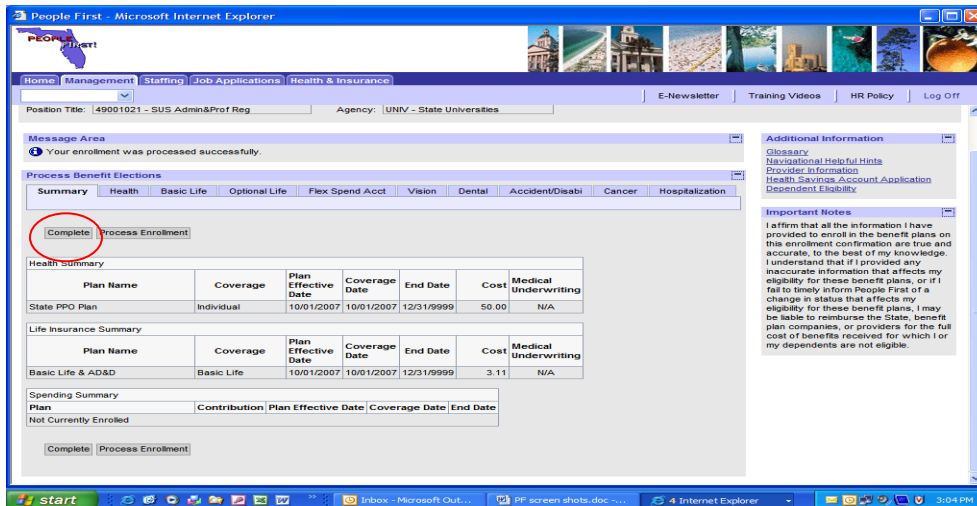 People First - Microsoft Internet Explorer
PEOPLE
FIRST!
Home Management Staffing Job Applications Health & Insurance
E-Newsletter Training Videos HR Policy Log Off
Position Title: 49001021 - SUS Admin&Prof Reg Agency: UNIV - State Universities
Message Area
Your enrollment was processed successfully.
Process Benefit Elections
Summary Health Basic Life Optional Life Flex Spend Acct Vision Dental Accident/Disabi Cancer Hospitalization
Complete Process Enrollment
Health Summary
Plan Name Coverage Plan Effective Date Coverage Date End Date Cost Medical Underwriting
State PPO Plan Individual 10/01/2007 10/01/2007 12/31/9999 50.00 N/A
Life Insurance Summary
Plan Name Coverage Plan Effective Date Coverage Date End Date Cost Medical Underwriting
Basic Life & AD&D Basic Life 10/01/2007 10/01/2007 12/31/9999 3.11 N/A
Spending Summary
Plan Contribution Plan Effective Date Coverage Date End Date
Not Currently Enrolled
Complete Process Enrollment
Additional Information
Glossary
Navigational Helpful Hints
Provider Information
Health Savings Account Application
Dependent Eligibility
Important Notes
I affirm that all the information I have
provided to enroll in the benefit plans on
this enrollment confirmation are true and
accurate, to the best of my knowledge.
I understand that if I provided any
inaccurate information that affects my
eligibility for these benefit plans, or if I
fail to timely inform People First of a
change in status that affects my
eligibility for these benefit plans, I may
be liable to reimburse the State, benefit
plan companies, or providers for the full
cost of benefits received for which I or
my dependents are not eligible.
start Inbox - Microsoft Out... PF screen shots.doc -... 4 Internet Explorer 3:04 PM